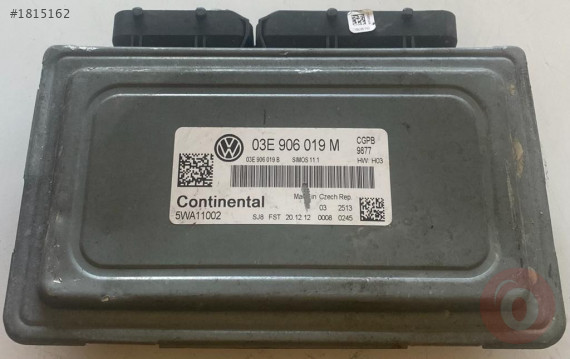 #1815162
03E 906 019 M
CGPB
9877
03E 906 019 B SIMOS 11.1 HW: H03
Continental
Made in Czech Rep.
5WA11002
03 2513
SJ8 FST 20.12.12 0008 0245